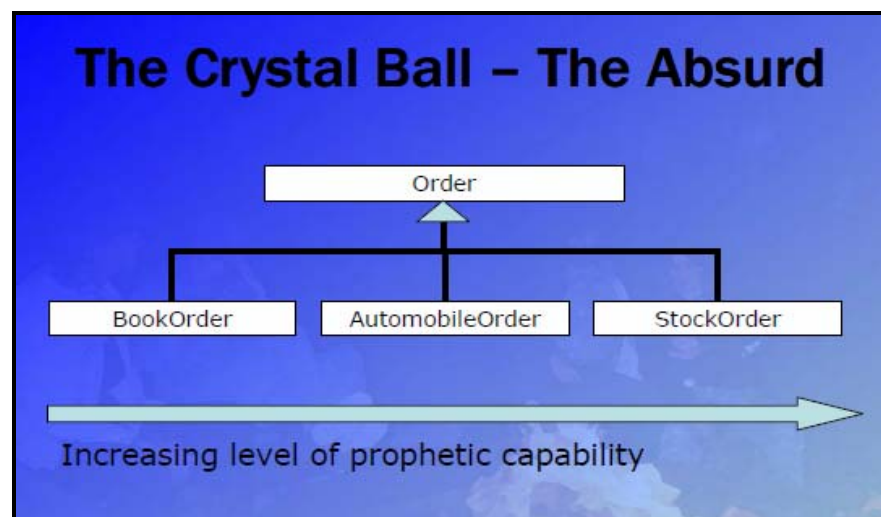 The Crystal Ball – The Absurd
Order
BookOrder
AutomobileOrder
StockOrder
Increasing level of prophetic capability